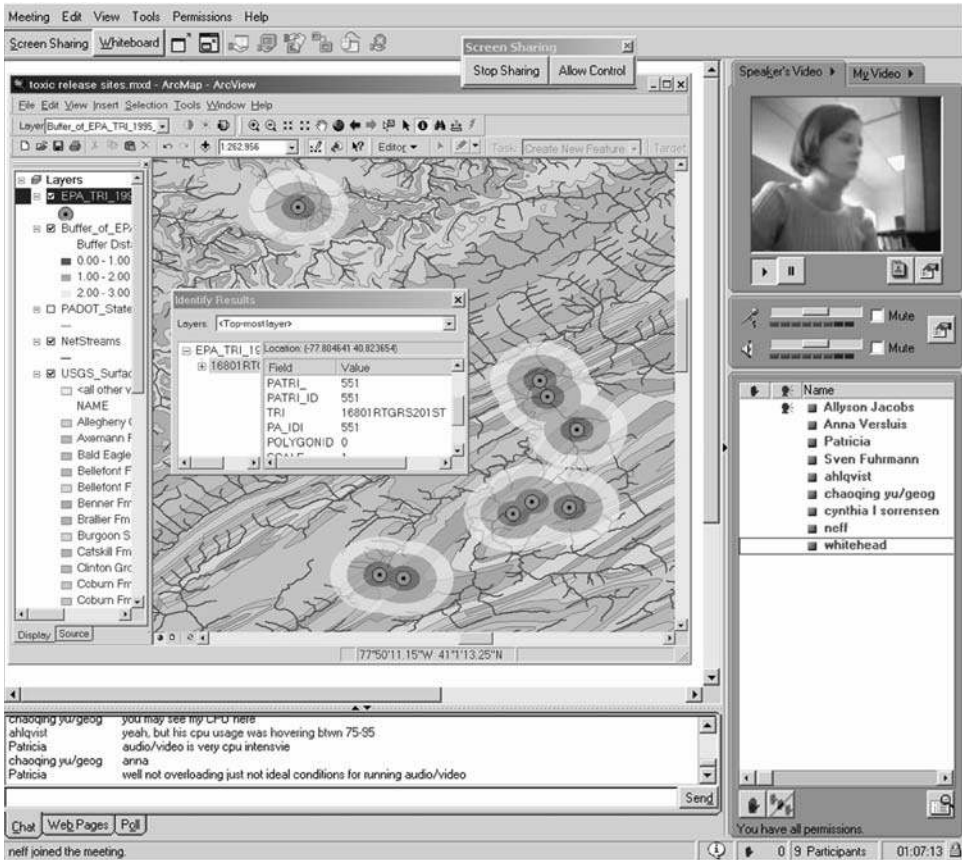 Meeting Edit View Tools Permissions Help
Screen Sharing Whiteboard
Screen Sharing
Stop Sharing Allow Control
toxic release sites.mxd - ArcMap - ArcView
File Edit View Insert Selection Tools Window Help
Layer Buffer_of_EPA_TRI_1995_
1:262,956 Editor Task: Create New Feature Target
Layers
EPA_TRI_199
Buffer_of_EPA
Buffer Dista
0.00 - 1.00
1.00 - 2.00
2.00 - 3.00
PADOT_State
NetStreams
USGS_Surfac
<all other v
NAME
Allegheny
Axemann F
Bald Eagle
Bellefont F
Bellefont F
Benner Fm
Brallier Fm
Burgoon S
Catskill Fm
Clinton Gro
Coburn Fm
Coburn Fm
Display Source
Identify Results
Layers: <Top-most layer>
EPA_TRI_19
16801RTG
Location: (-77.804641 40.823654)
Field Value
PATRI_ 551
PATRI_ID 551
TRI 16801RTGRS201ST
PA_IDI 551
POLYGONID 0
SCALE 1
77°50'11.15"W 41°1'13.25"N
Speaker's Video My Video
Mute
Mute
Name
Allyson Jacobs
Anna Versluis
Patricia
Sven Fuhrmann
ahlqvist
chaoqing yu/geog
cynthia l sorrensen
neff
whitehead
chaoqing yu/geog you may see my CPU here
ahlqvist yeah, but his cpu usage was hovering btwn 75-95
Patricia audio/video is very cpu intensvie
chaoqing yu/geog anna
Patricia well not overloading just not ideal conditions for running audio/video
Send
Chat Web Pages Poll
You have all permissions.
neff joined the meeting.
0 9 Participants 01:07:13